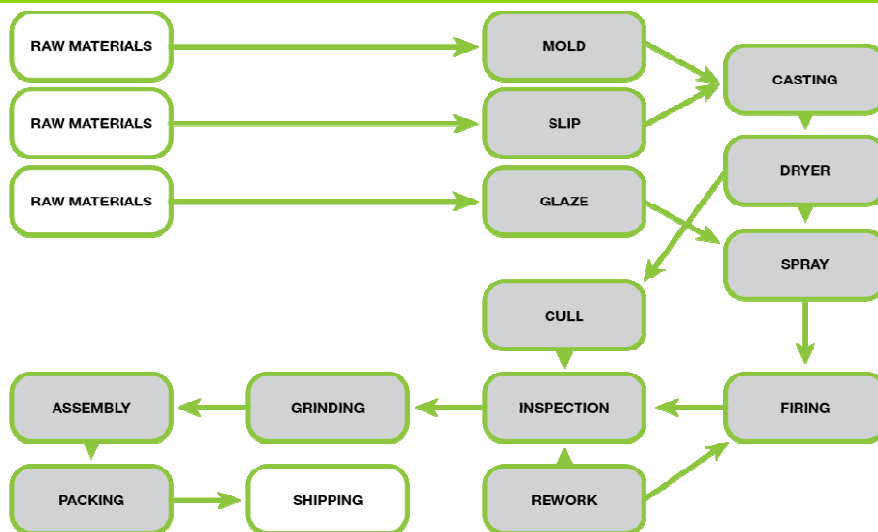 RAW MATERIALS
MOLD
CASTING
RAW MATERIALS
SLIP
DRYER
RAW MATERIALS
GLAZE
SPRAY
CULL
ASSEMBLY
GRINDING
INSPECTION
FIRING
PACKING
SHIPPING
REWORK